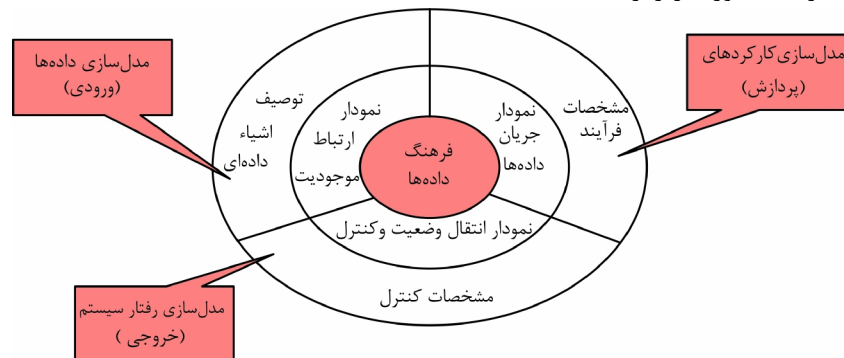 مدل‌سازی داده‌ها
(ورودی)
مدل‌سازی کارکردهای
(پردازش)
توصیف
اشیاء
داده‌ای
نمودار
ارتباط
موجودیت
فرهنگ
داده‌ها
نمودار
جریان
داده‌ها
مشخصات
فرآیند
نمودار انتقال وضعیت وکنترل
مشخصات کنترل
مدل‌سازی رفتار سیستم
(خروجی )